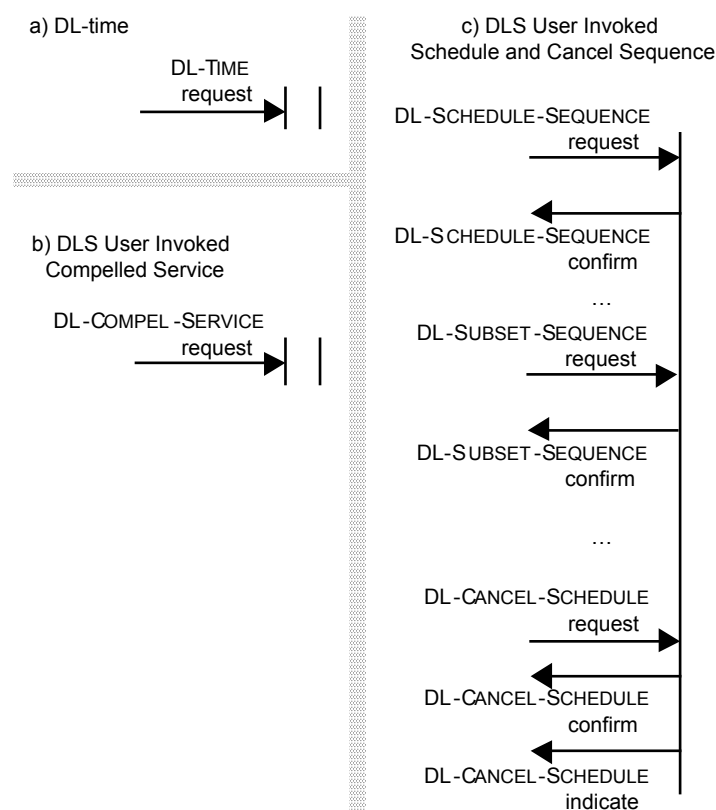 a) DL-time
DL-TIME
request
b) DLS User Invoked
Compelled Service
DL-COMPEL-SERVICE
request
c) DLS User Invoked
Schedule and Cancel Sequence
DL-SCHEDULE-SEQUENCE
request
DL-SCHEDULE-SEQUENCE
confirm
...
DL-SUBSET-SEQUENCE
request
DL-SUBSET-SEQUENCE
confirm
...
DL-CANCEL-SCHEDULE
request
DL-CANCEL-SCHEDULE
confirm
DL-CANCEL-SCHEDULE
indicate